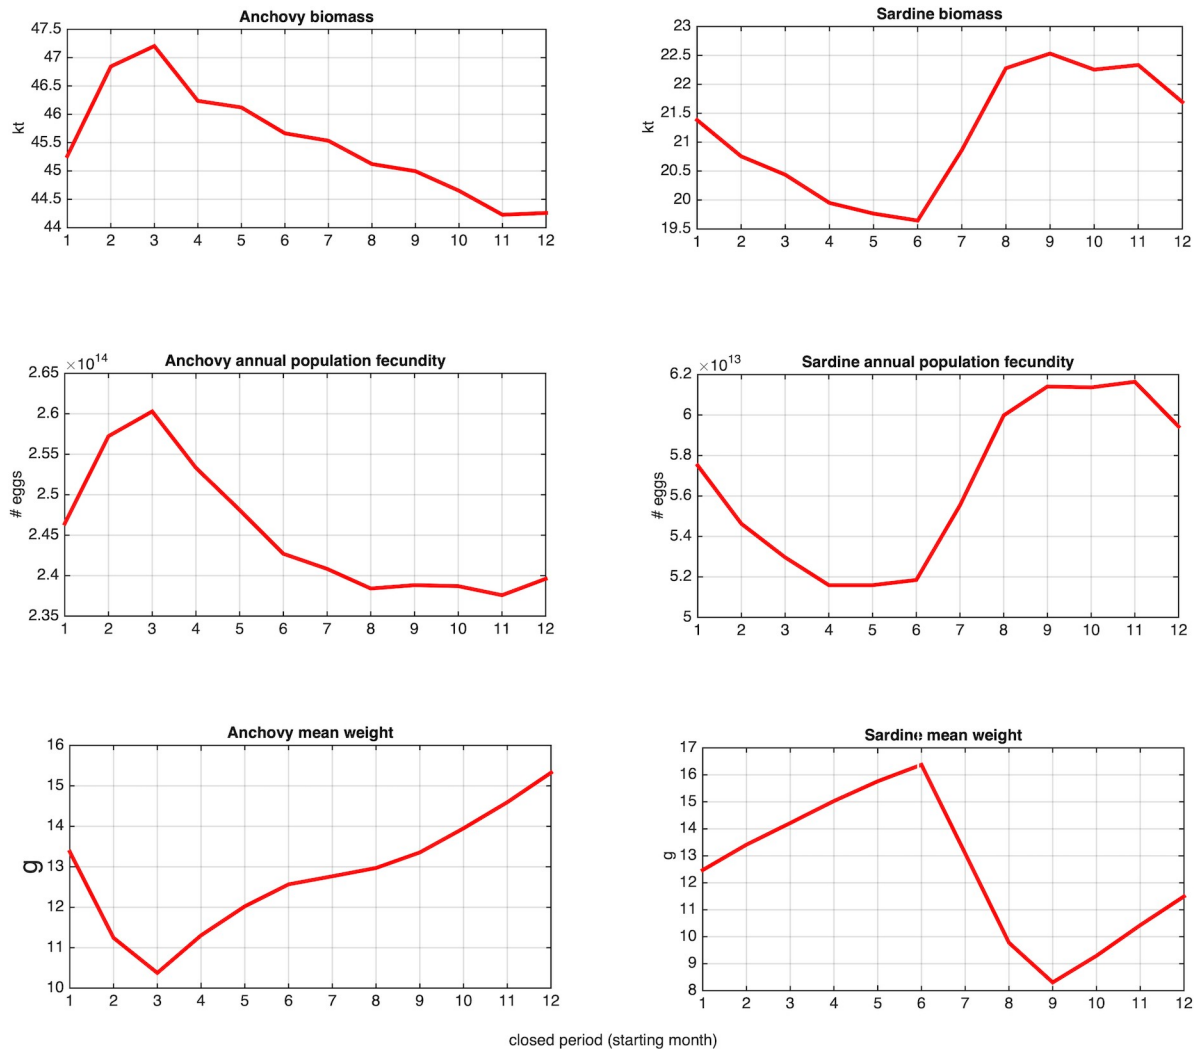 Anchovy biomass
47.5
47
46.5
46
45.5
45
44.5
44
kt
1 2 3 4 5 6 7 8 9 10 11 12
Sardine biomass
23
22.5
22
21.5
21
20.5
20
19.5
kt
1 2 3 4 5 6 7 8 9 10 11 12
Anchovy annual population fecundity
×10^14
2.65
2.6
2.55
2.5
2.45
2.4
2.35
# eggs
1 2 3 4 5 6 7 8 9 10 11 12
Sardine annual population fecundity
×10^13
6.2
6
5.8
5.6
5.4
5.2
5
# eggs
1 2 3 4 5 6 7 8 9 10 11 12
Anchovy mean weight
16
15
14
13
12
11
10
g
1 2 3 4 5 6 7 8 9 10 11 12
Sardine mean weight
17
16
15
14
13
12
11
10
9
8
g
1 2 3 4 5 6 7 8 9 10 11 12
closed period (starting month)